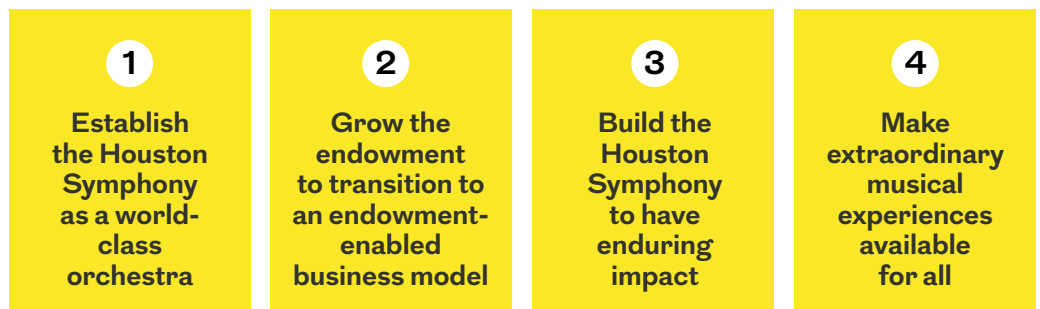 1
Establish
the Houston
Symphony
as a world-
class
orchestra
2
Grow the
endowment
to transition to
an endowment-
enabled
business model
3
Build the
Houston
Symphony
to have
enduring
impact
4
Make
extraordinary
musical
experiences
available
for all